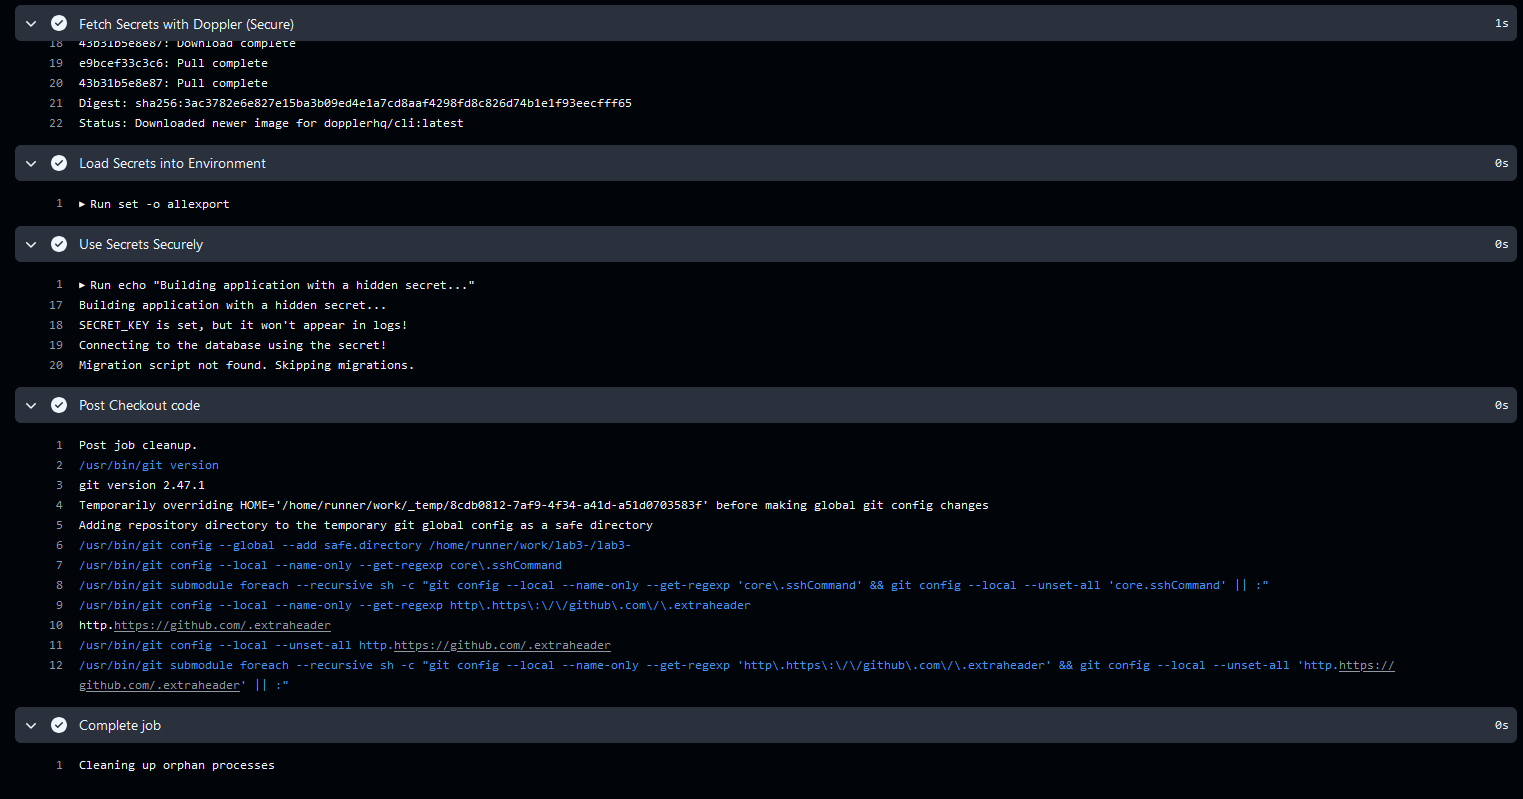 Fetch Secrets with Doppler (Secure) 1s
18 43b31b5e8e87: Download complete
19 e9bcef33c3c6: Pull complete
20 43b31b5e8e87: Pull complete
21 Digest: sha256:3ac3782e6e827e15ba3b09ed4e1a7cd8aaf4298fd8c826d74b1e1f93eecfff65
22 Status: Downloaded newer image for dopplerhq/cli:latest
Load Secrets into Environment 0s
1 ▶ Run set -o allexport
Use Secrets Securely 0s
1 ▶ Run echo "Building application with a hidden secret..."
17 Building application with a hidden secret...
18 SECRET_KEY is set, but it won't appear in logs!
19 Connecting to the database using the secret!
20 Migration script not found. Skipping migrations.
Post Checkout code 0s
1 Post job cleanup.
2 /usr/bin/git version
3 git version 2.47.1
4 Temporarily overriding HOME='/home/runner/work/_temp/8cdb0812-7af9-4f34-a41d-a51d0703583f' before making global git config changes
5 Adding repository directory to the temporary git global config as a safe directory
6 /usr/bin/git config --global --add safe.directory /home/runner/work/lab3-/lab3-
7 /usr/bin/git config --local --name-only --get-regexp core\.sshCommand
8 /usr/bin/git submodule foreach --recursive sh -c "git config --local --name-only --get-regexp 'core\.sshCommand' && git config --local --unset-all 'core.sshCommand' || :"
9 /usr/bin/git config --local --name-only --get-regexp http\.https\:\/\/github\.com\/\.extraheader
10 http.https://github.com/.extraheader
11 /usr/bin/git config --local --unset-all http.https://github.com/.extraheader
12 /usr/bin/git submodule foreach --recursive sh -c "git config --local --name-only --get-regexp 'http\.https\:\/\/github\.com\/\.extraheader' && git config --local --unset-all 'http.https://
github.com/.extraheader' || :"
Complete job 0s
1 Cleaning up orphan processes